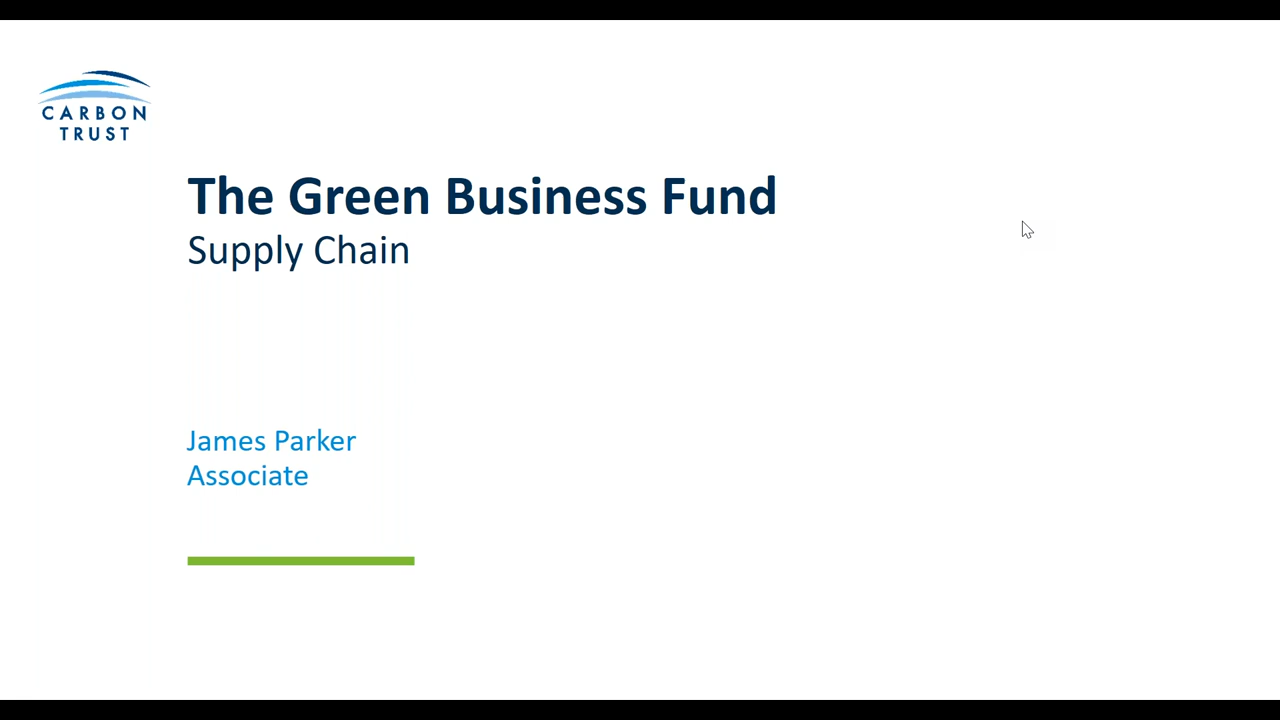 CARBON
TRUST
The Green Business Fund
Supply Chain
James Parker
Associate